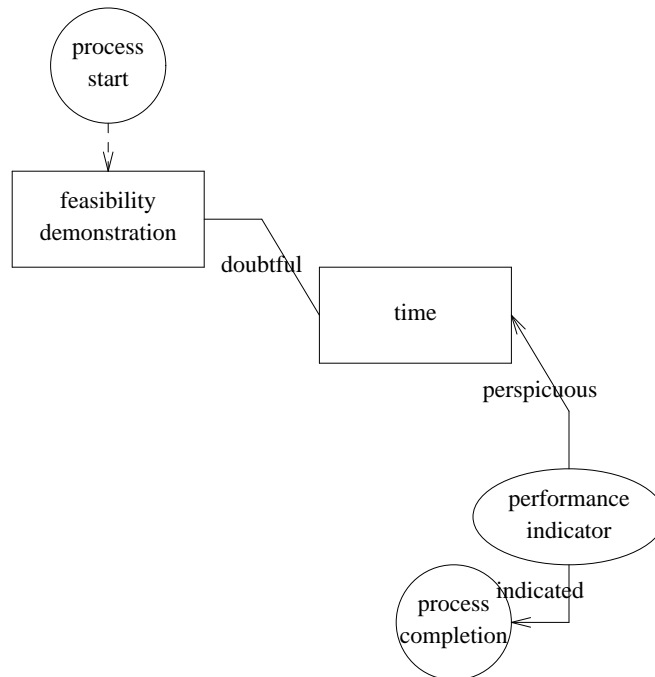 process
start
feasibility
demonstration
doubtful
time
perspicuous
performance
indicator
indicated
process
completion